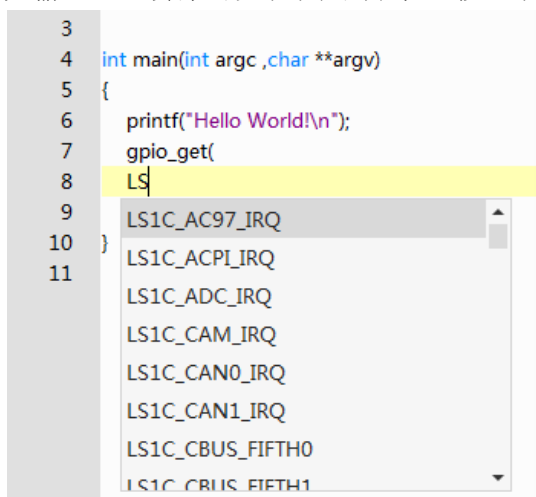 3
4 int main(int argc ,char **argv)
5 {
6 printf("Hello World!\n");
7 gpio_get(
8 LS
9 LS1C_AC97_IRQ
10 }
LS1C_ACPI_IRQ
11
LS1C_ADC_IRQ
LS1C_CAM_IRQ
LS1C_CAN0_IRQ
LS1C_CAN1_IRQ
LS1C_CBUS_FIFTH0
LS1C_CBUS_FIFTH1